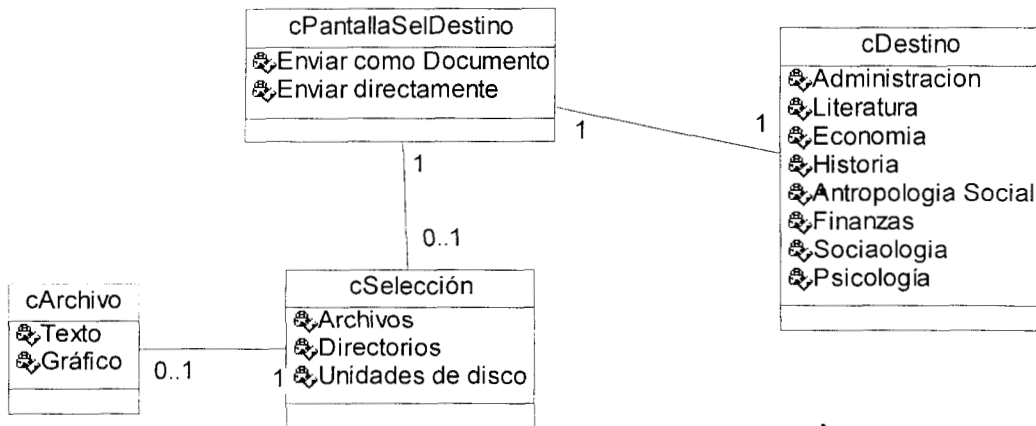 cPantallaSelDestino
Enviar como Documento
Enviar directamente
1
1
1
cDestino
Administracion
Literatura
Economia
Historia
Antropologia Social
Finanzas
Sociaologia
Psicología
0..1
cSelección
Archivos
Directorios
Unidades de disco
1
cArchivo
Texto
Gráfico
0..1